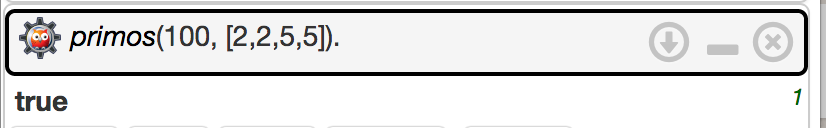 primos(100, [2,2,5,5]).
true
1